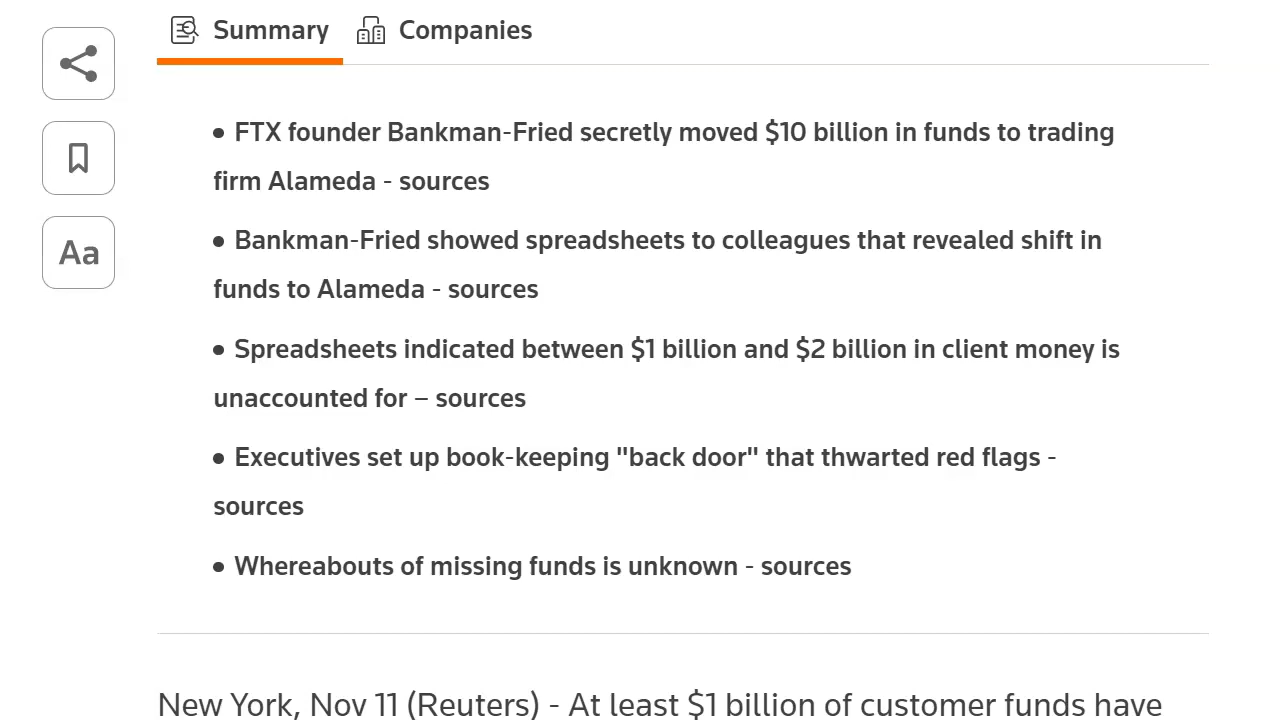 Summary Companies
• FTX founder Bankman-Fried secretly moved $10 billion in funds to trading
firm Alameda - sources
• Bankman-Fried showed spreadsheets to colleagues that revealed shift in
funds to Alameda - sources
Aa
• Spreadsheets indicated between $1 billion and $2 billion in client money is
unaccounted for – sources
• Executives set up book-keeping "back door" that thwarted red flags -
sources
• Whereabouts of missing funds is unknown - sources
New York, Nov 11 (Reuters) - At least $1 billion of customer funds have